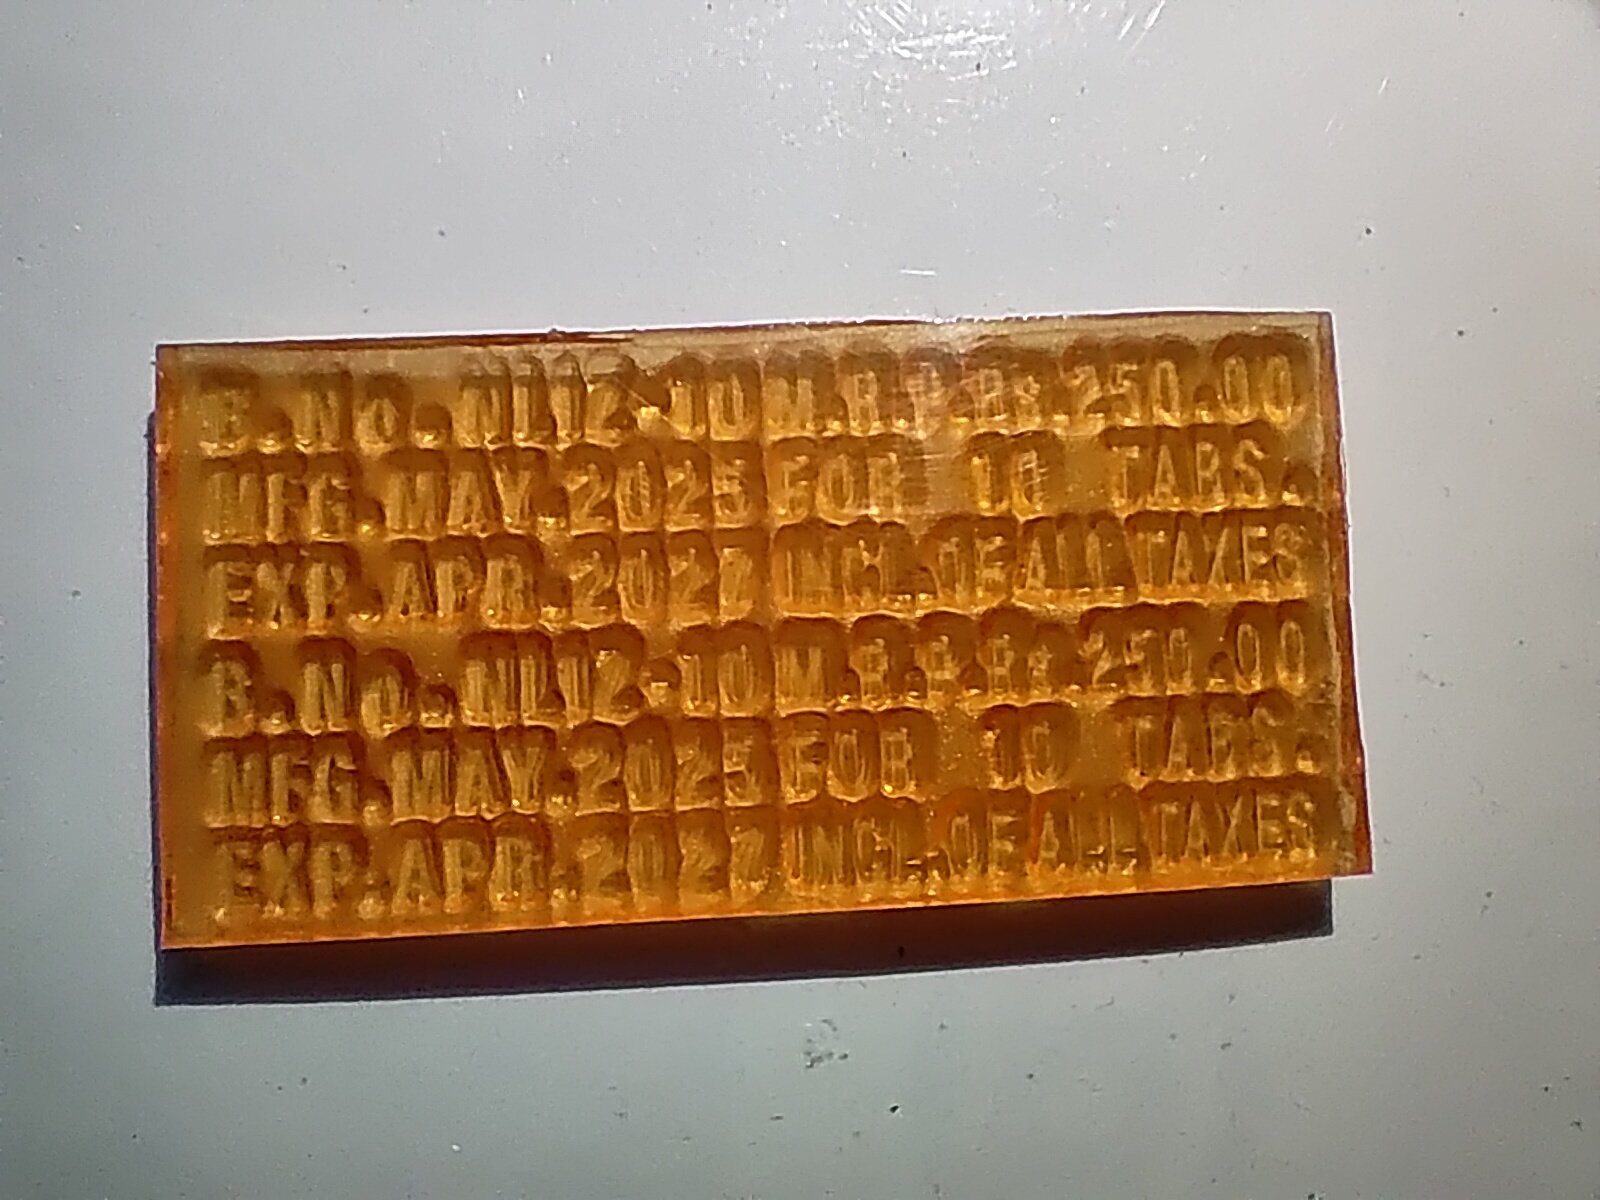 B.No.NL12-10 M.R.P.Rs.250.00
MFG.MAY.2025 FOR 10 TABS.
EXP.APR.2027 INCL.OF ALL TAXES
B.No.NL12-10 M.R.P.Rs.250.00
MFG.MAY.2025 FOR 10 TABS.
EXP.APR.2027 INCL.OF ALL TAXES